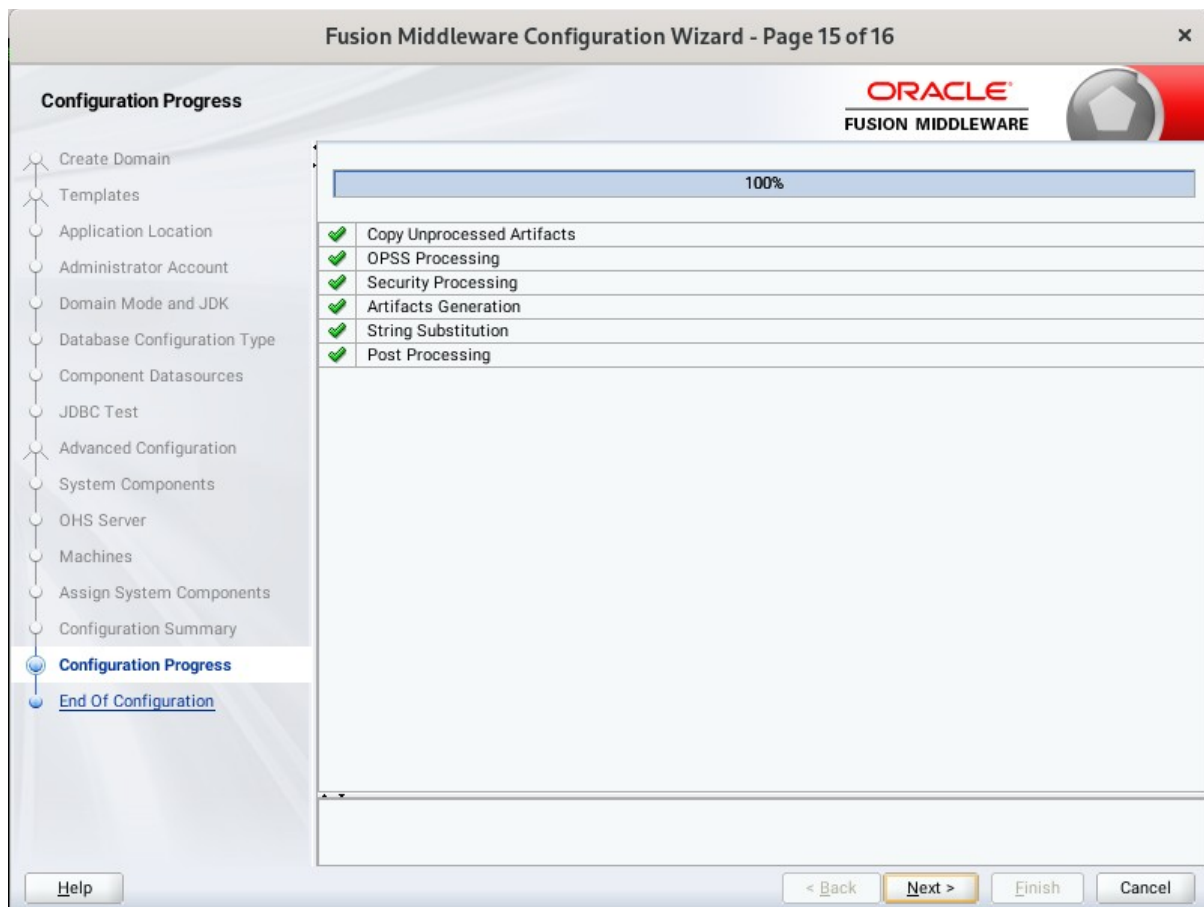 Fusion Middleware Configuration Wizard - Page 15 of 16
×
Configuration Progress
ORACLE
FUSION MIDDLEWARE
Create Domain
Templates
Application Location
Administrator Account
Domain Mode and JDK
Database Configuration Type
Component Datasources
JDBC Test
Advanced Configuration
System Components
OHS Server
Machines
Assign System Components
Configuration Summary
Configuration Progress
End Of Configuration
100%
Copy Unprocessed Artifacts
OPSS Processing
Security Processing
Artifacts Generation
String Substitution
Post Processing
Help
< Back
Next >
Finish
Cancel